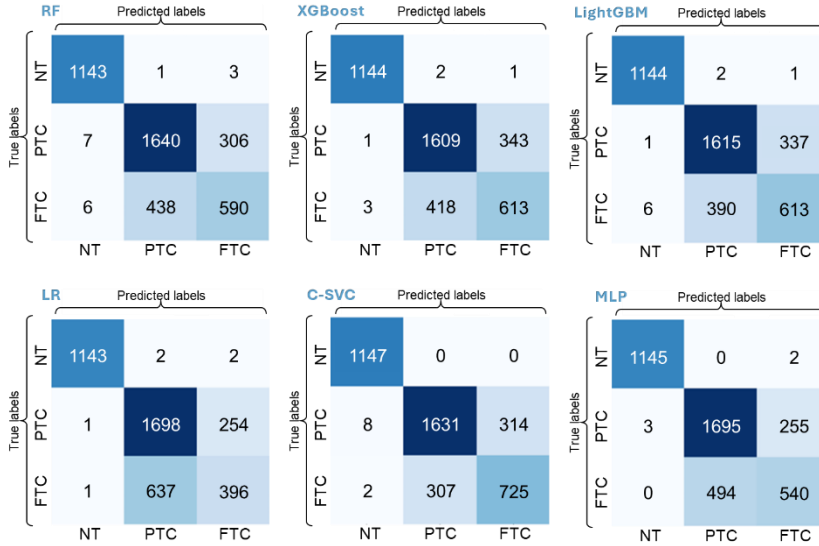 RF
Predicted labels
True labels
NT 1143 1 3
PTC 7 1640 306
FTC 6 438 590
NT PTC FTC
XGBoost
Predicted labels
True labels
NT 1144 2 1
PTC 1 1609 343
FTC 3 418 613
NT PTC FTC
LightGBM
Predicted labels
True labels
NT 1144 2 1
PTC 1 1615 337
FTC 6 390 613
NT PTC FTC
LR
Predicted labels
True labels
NT 1143 2 2
PTC 1 1698 254
FTC 1 637 396
NT PTC FTC
C-SVC
Predicted labels
True labels
NT 1147 0 0
PTC 8 1631 314
FTC 2 307 725
NT PTC FTC
MLP
Predicted labels
True labels
NT 1145 0 2
PTC 3 1695 255
FTC 0 494 540
NT PTC FTC